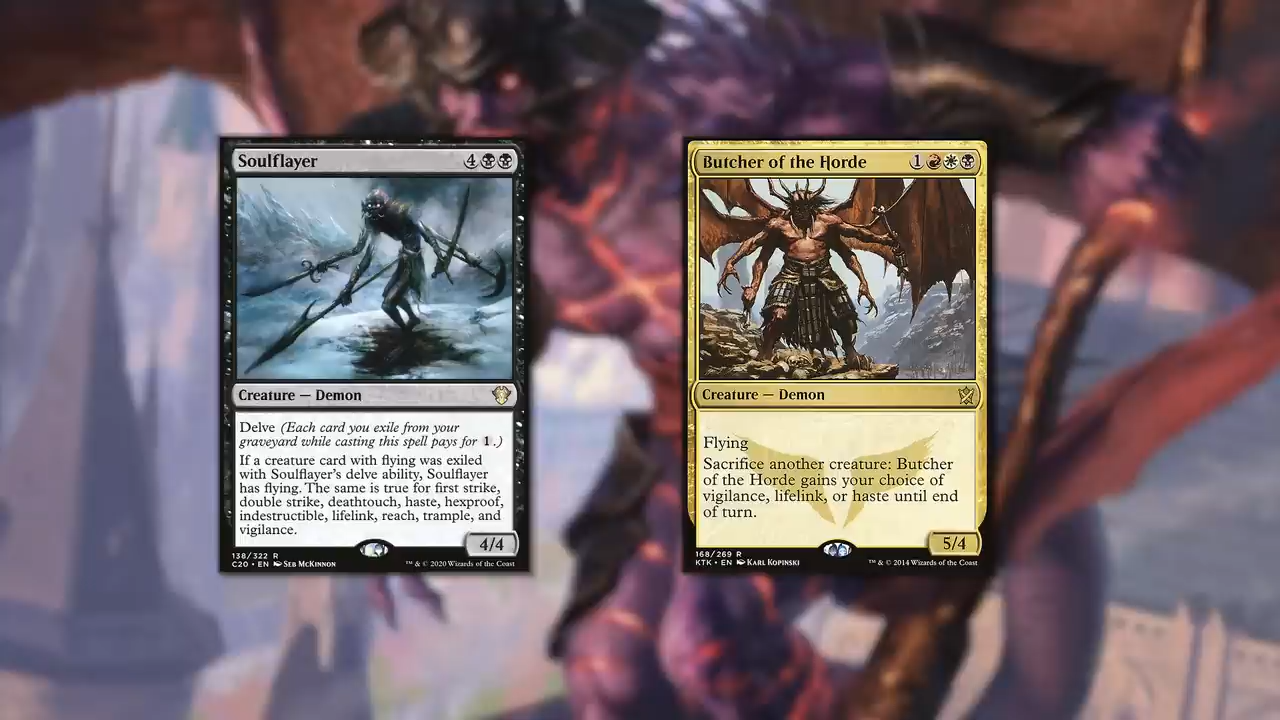 Soulflayer 4
Creature — Demon
Delve (Each card you exile from your
graveyard while casting this spell pays for 1.)
If a creature card with flying was exiled
with Soulflayer's delve ability, Soulflayer
has flying. The same is true for first strike,
double strike, deathtouch, haste, hexproof,
indestructible, lifelink, reach, trample, and
vigilance.
4/4
138/322 R
C20 • EN Seb McKinnon
™ & © 2020 Wizards of the Coast
Butcher of the Horde 1
Creature — Demon
Flying
Sacrifice another creature: Butcher
of the Horde gains your choice of
vigilance, lifelink, or haste until end
of turn.
5/4
168/269 R
KTK • EN Karl Kopinski
™ & © 2014 Wizards of the Coast